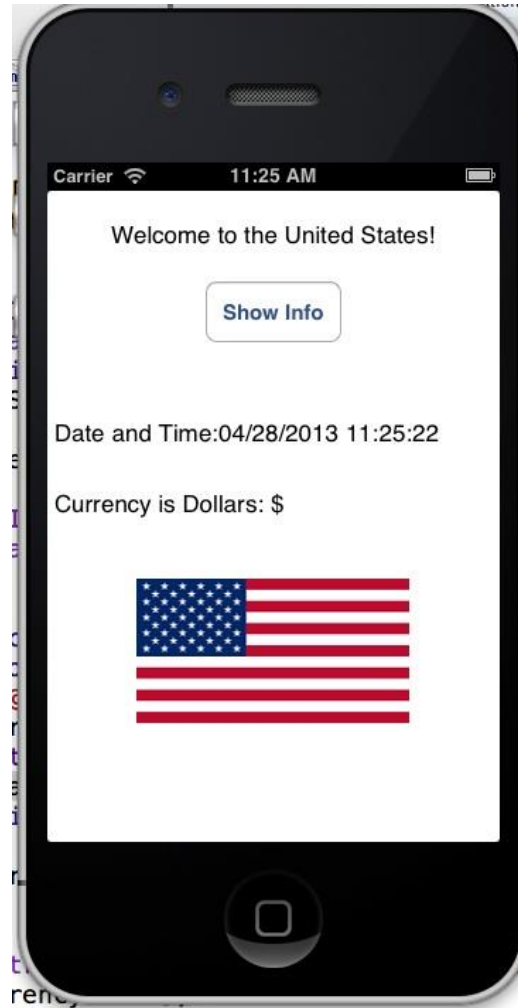 Carrier 11:25 AM
Welcome to the United States!
Show Info
Date and Time:04/28/2013 11:25:22
Currency is Dollars: $